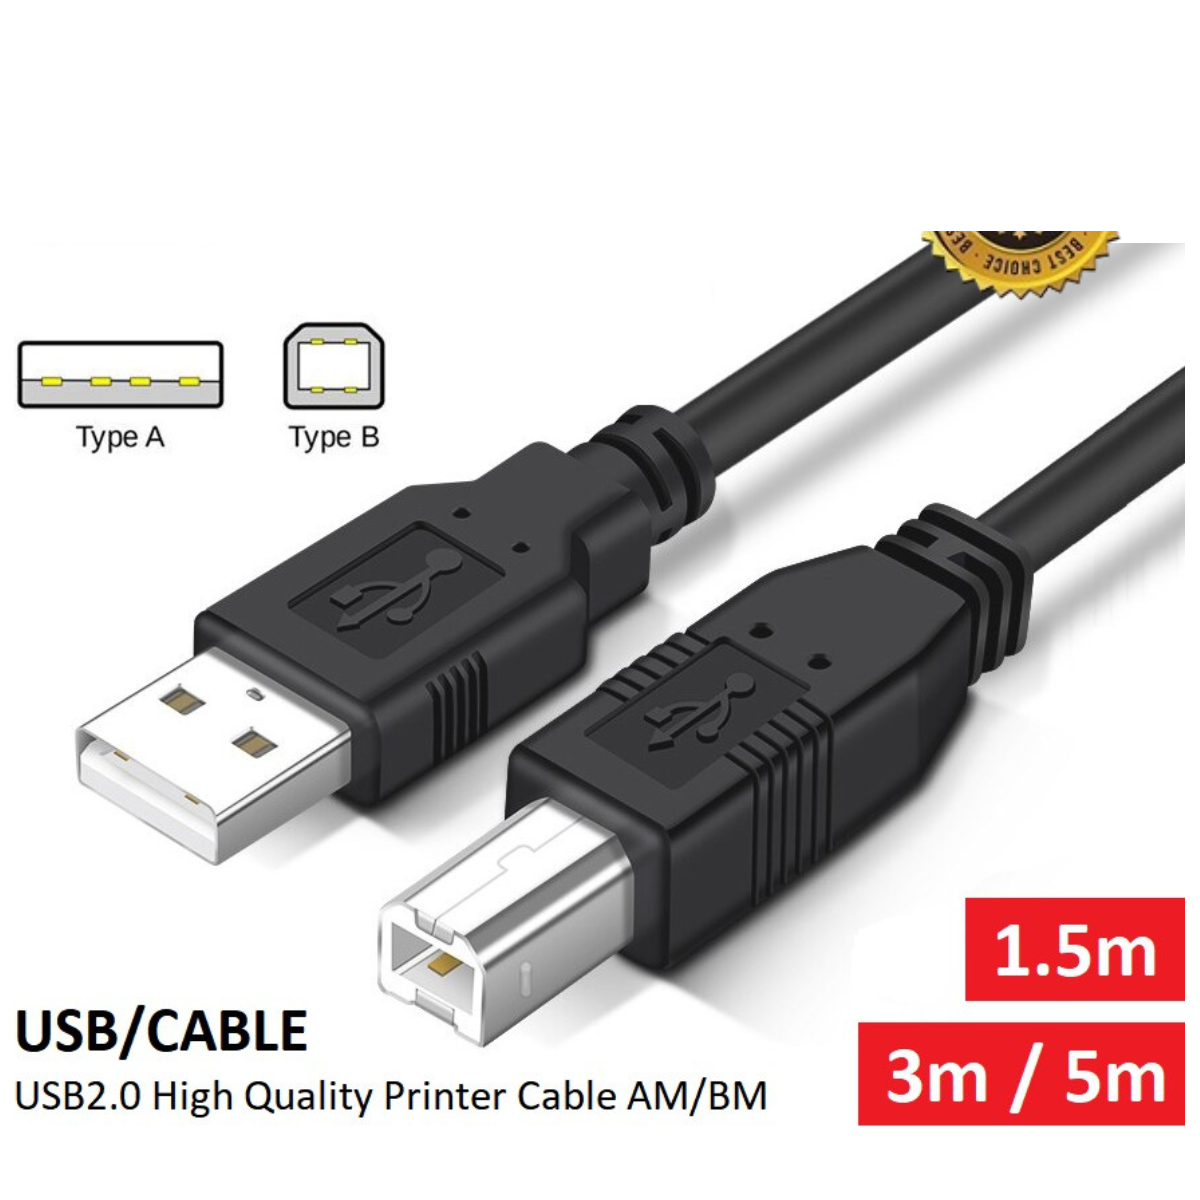 BEST CHOICE
Type A
Type B
1.5m
USB/CABLE
3m / 5m
USB2.0 High Quality Printer Cable AM/BM